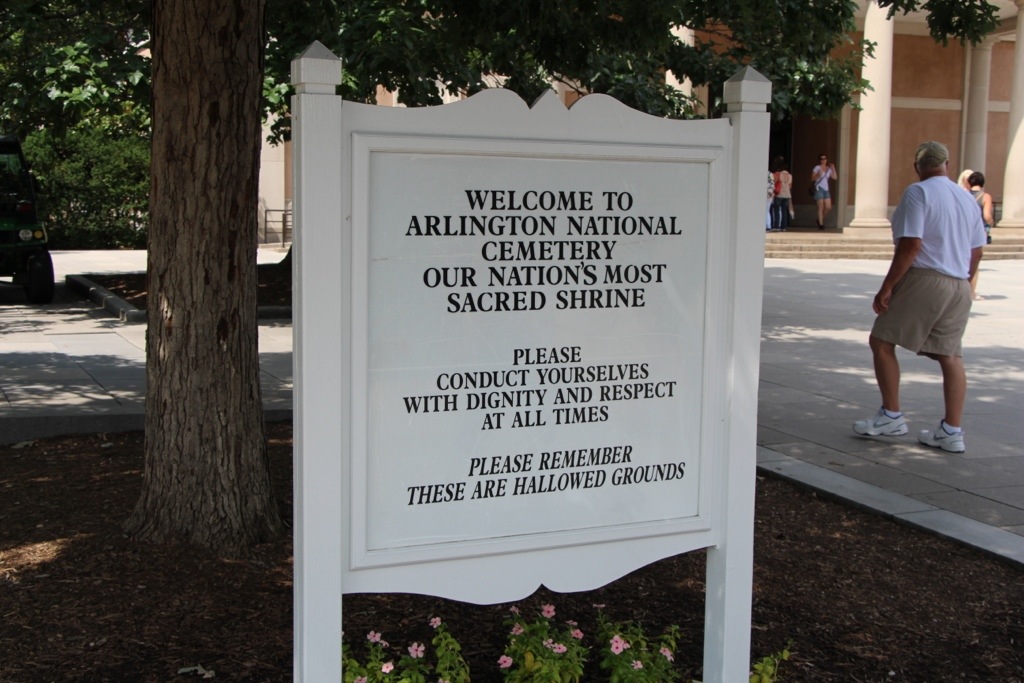 WELCOME TO
ARLINGTON NATIONAL
CEMETERY
OUR NATION'S MOST
SACRED SHRINE
PLEASE
CONDUCT YOURSELVES
WITH DIGNITY AND RESPECT
AT ALL TIMES
PLEASE REMEMBER
THESE ARE HALLOWED GROUNDS